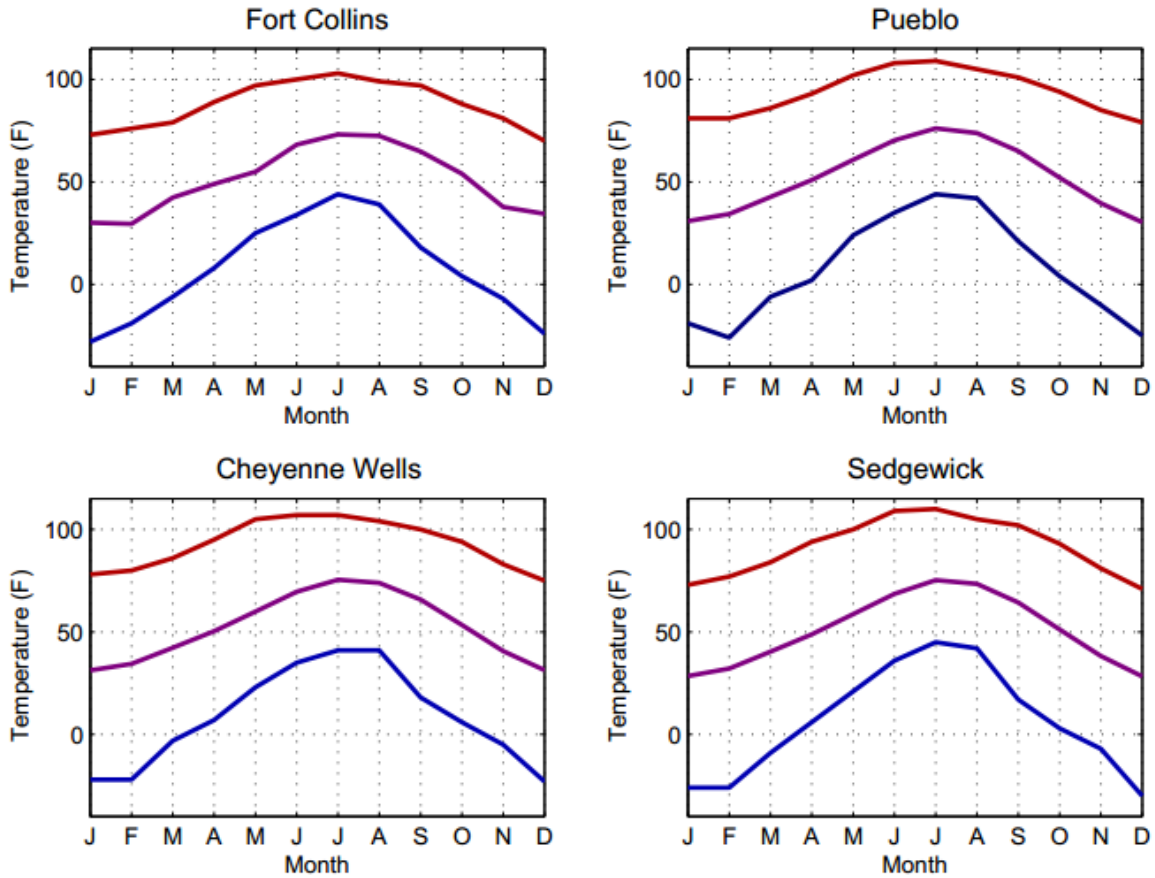 Fort Collins
Temperature (F)
100
50
0
J F M A M J J A S O N D
Month
Pueblo
Temperature (F)
100
50
0
J F M A M J J A S O N D
Month
Cheyenne Wells
Temperature (F)
100
50
0
J F M A M J J A S O N D
Month
Sedgewick
Temperature (F)
100
50
0
J F M A M J J A S O N D
Month